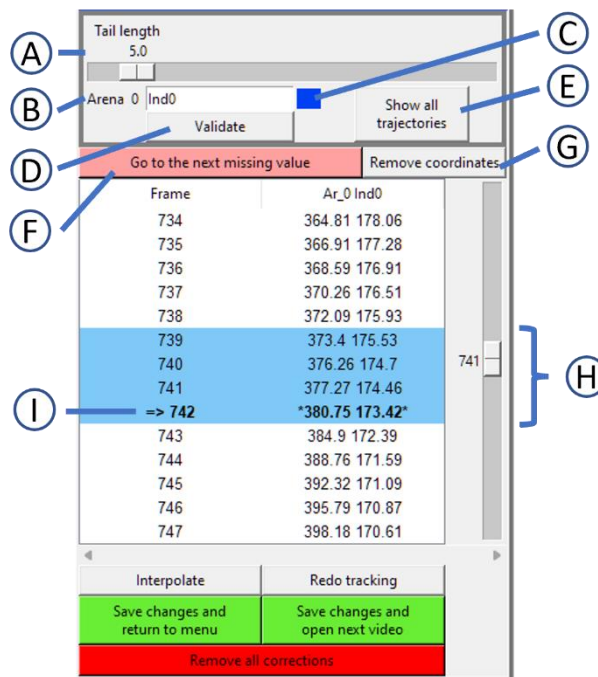 Tail length
A
5.0
C
B
Arena 0 Ind0
E
Show all
trajectories
D
Validate
G
F
Go to the next missing value
Remove coordinates
Frame Ar_0 Ind0
734 364.81 178.06
735 366.91 177.28
736 368.59 176.91
737 370.26 176.51
738 372.09 175.93
739 373.4 175.53
740 376.26 174.7
741 377.27 174.46
741
H
I
=> 742 *380.75 173.42*
743 384.9 172.39
744 388.76 171.59
745 392.32 171.09
746 395.79 170.87
747 398.18 170.61
Interpolate
Redo tracking
Save changes and
return to menu
Save changes and
open next video
Remove all corrections